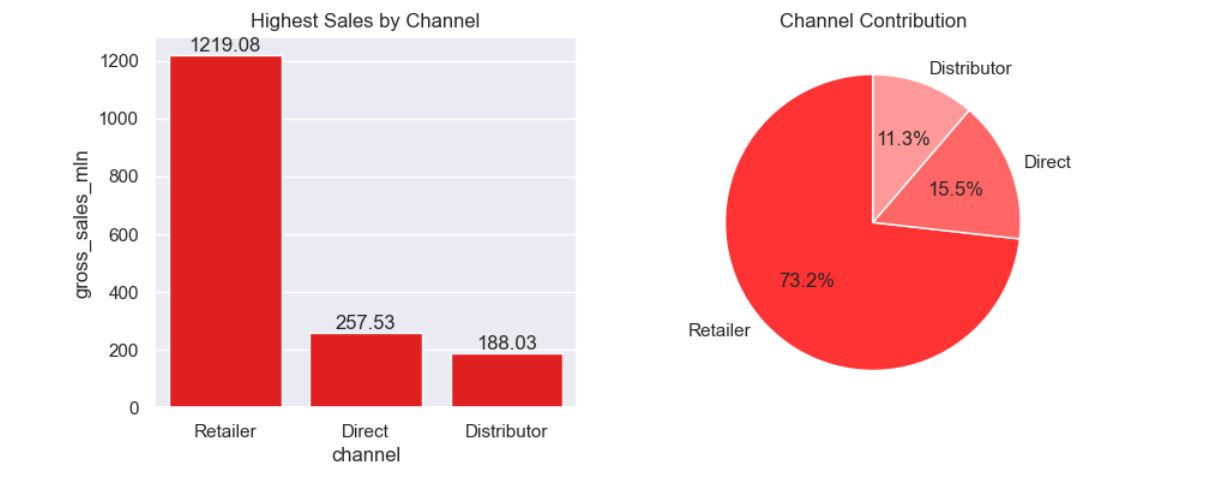 Highest Sales by Channel
1219.08
257.53
188.03
1200
1000
800
600
400
200
0
gross_sales_mln
Retailer
Direct
Distributor
channel
Channel Contribution
Distributor
11.3%
Direct
15.5%
73.2%
Retailer